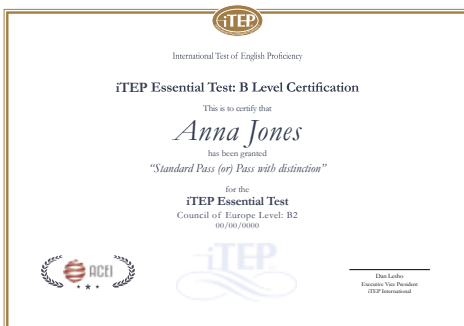 iTEP
International Test of English Proficiency
iTEP Essential Test: B Level Certification
This is to certify that
Anna Jones
has been granted
“Standard Pass (or) Pass with distinction”
for the
iTEP Essential Test
Council of Europe Level: B2
00/00/0000
iTEP
ACEI
Dan Lesho
Executive Vice President
iTEP International